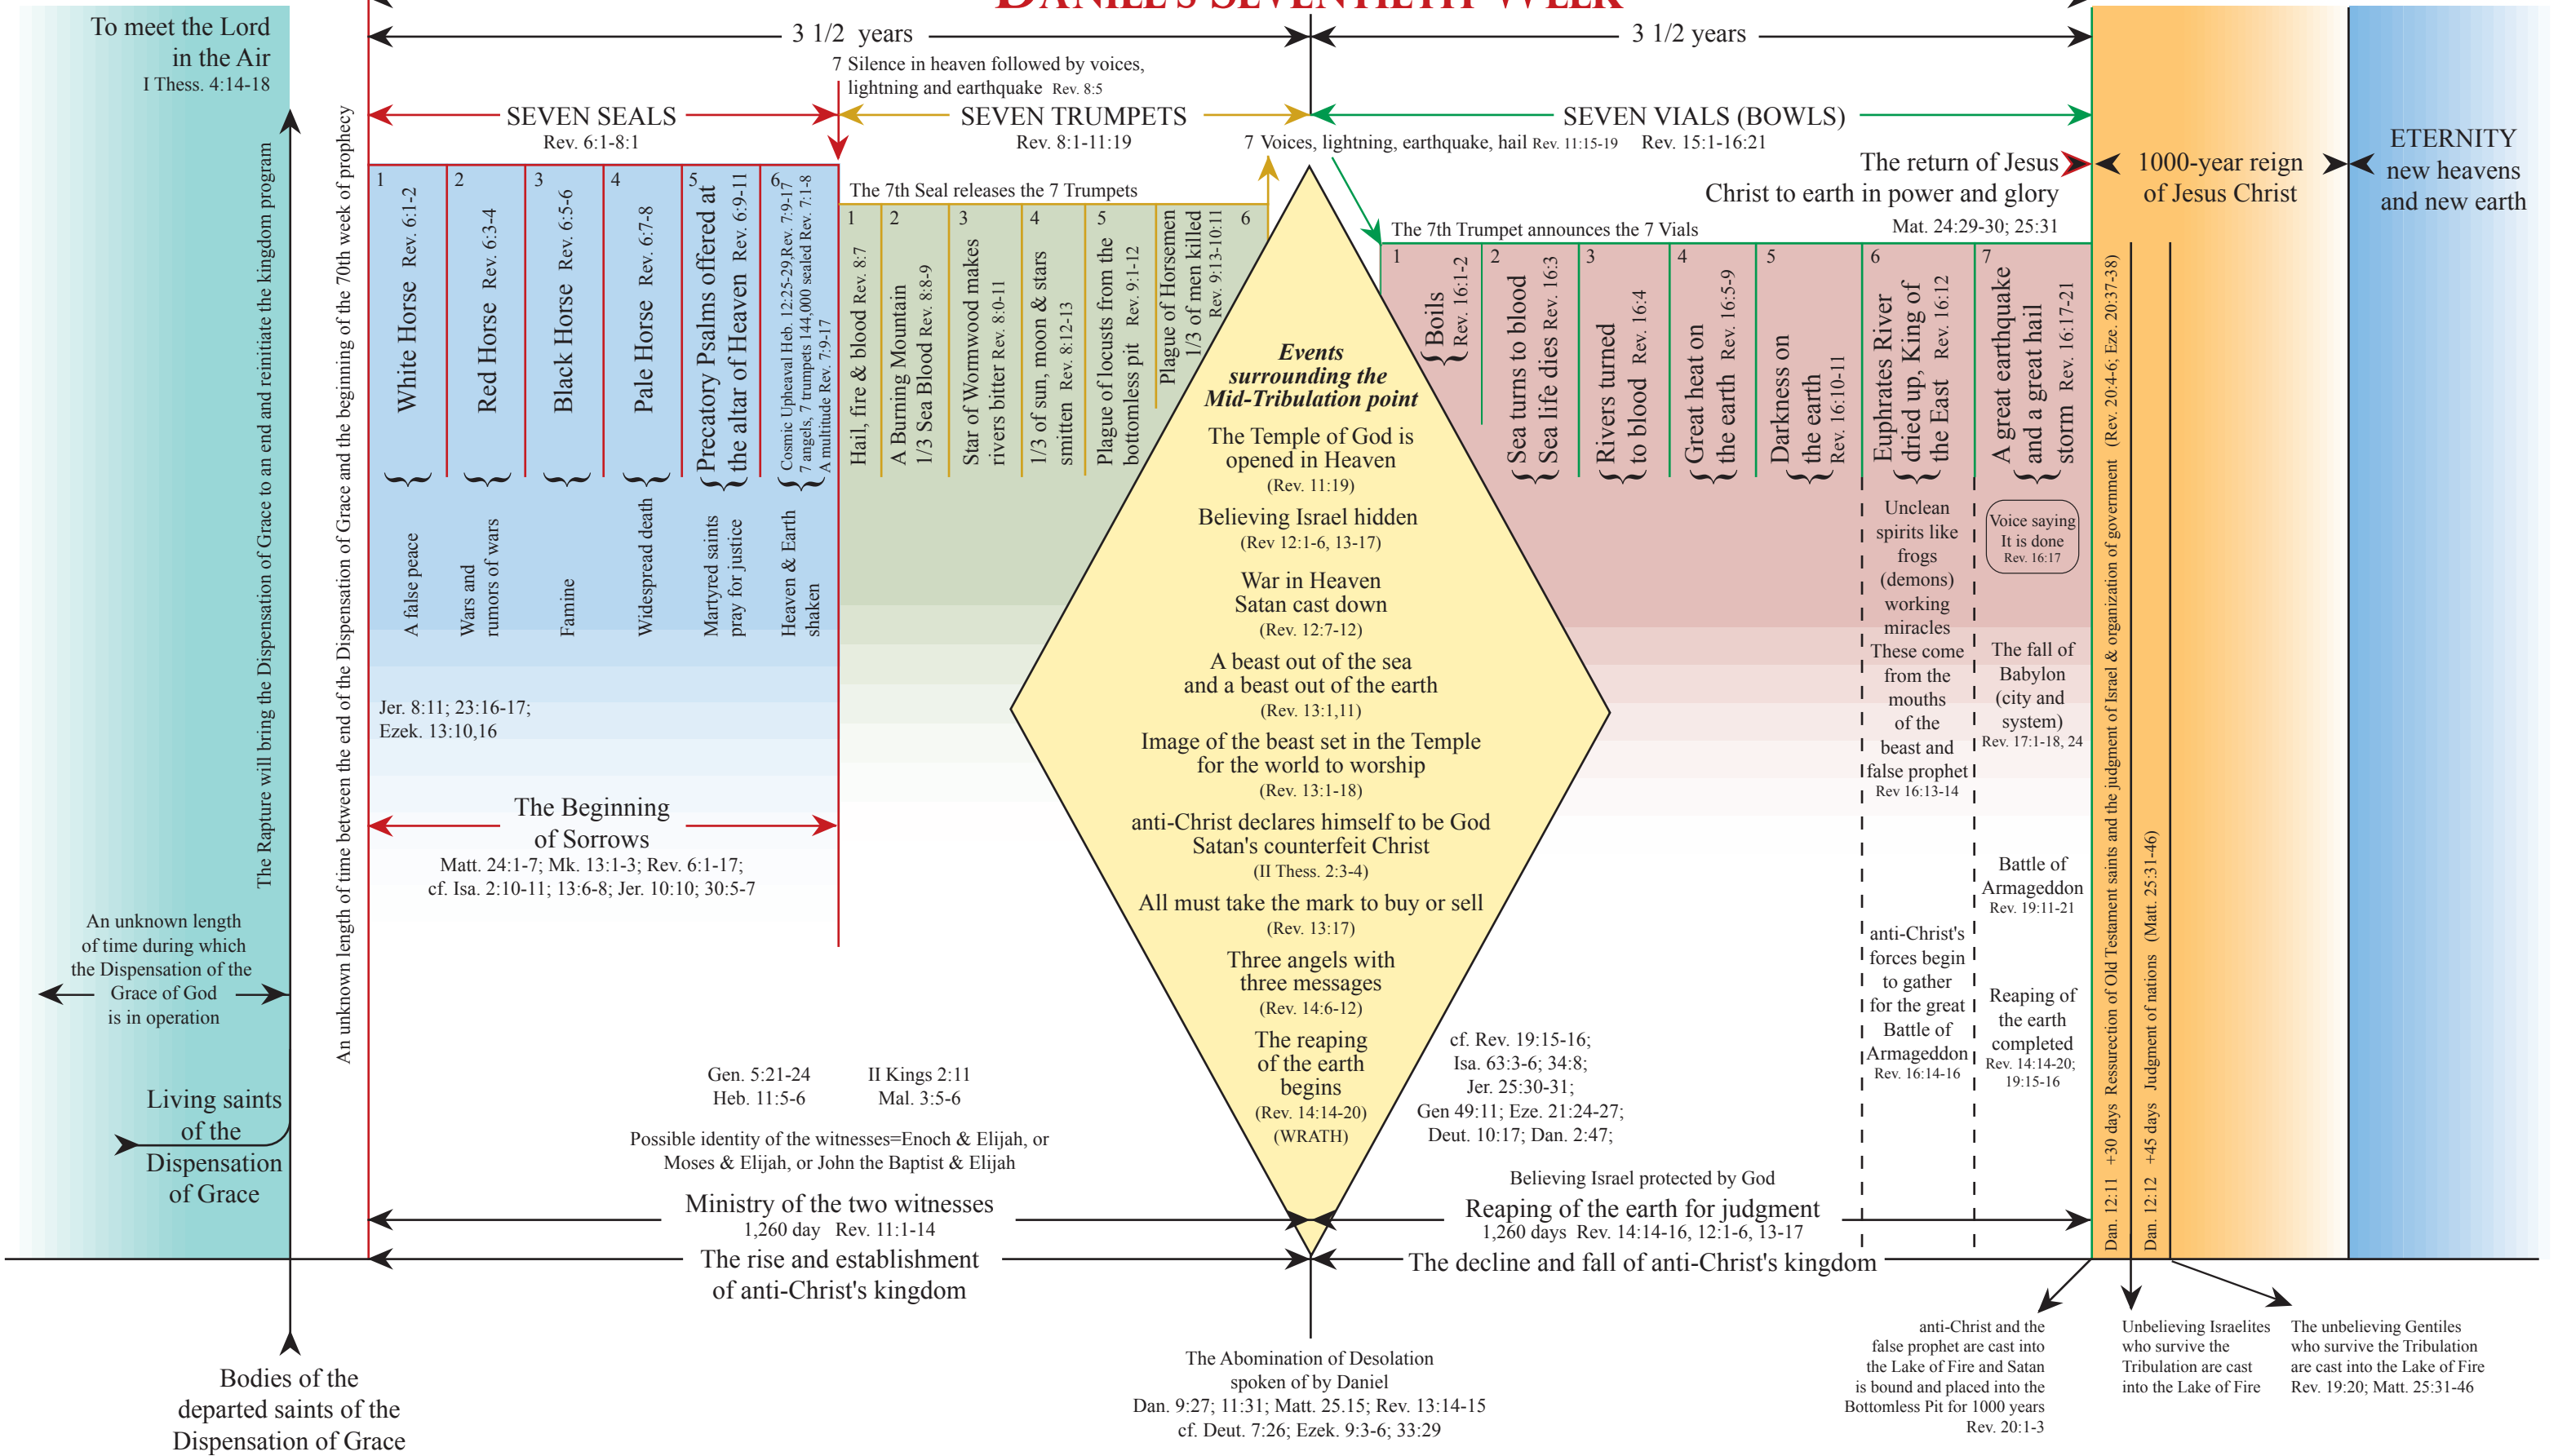 DANIEL'S SEVENTIETH WEEK
To meet the Lord
in the Air
I Thess. 4:14-18
The Rapture will bring the Dispensation of Grace to an end and reinitiate the kingdom program
An unknown length of time between the end of the Dispensation of Grace and the beginning of the 70th week of prophecy
An unknown length
of time during which
the Dispensation of the
Grace of God
is in operation
Living saints
of the
Dispensation
of Grace
Bodies of the
departed saints of the
Dispensation of Grace
3 1/2 years
3 1/2 years
7 Silence in heaven followed by voices,
lightning and earthquake Rev. 8:5
SEVEN SEALS
Rev. 6:1-8:1
SEVEN TRUMPETS
Rev. 8:1-11:19
SEVEN VIALS (BOWLS)
7 Voices, lightning, earthquake, hail Rev. 11:15-19 Rev. 15:1-16:21
1
White Horse Rev. 6:1-2
A false peace
2
Red Horse Rev. 6:3-4
Wars and
rumors of wars
3
Black Horse Rev. 6:5-6
Famine
4
Pale Horse Rev. 6:7-8
Widespread death
5
Precatory Psalms offered at
the altar of Heaven Rev. 6:9-11
Martyred saints
pray for justice
6
Cosmic Upheaval Heb. 12:25-29,Rev. 7:9-17
7 angels, 7 trumpets 144,000 sealed Rev. 7:1-8
A multitude Rev. 7:9-17
Heaven & Earth
shaken
Jer. 8:11; 23:16-17;
Ezek. 13:10,16
The Beginning
of Sorrows
Matt. 24:1-7; Mk. 13:1-3; Rev. 6:1-17;
cf. Isa. 2:10-11; 13:6-8; Jer. 10:10; 30:5-7
The 7th Seal releases the 7 Trumpets
1
Hail, fire & blood Rev. 8:7
2
A Burning Mountain
1/3 Sea Blood Rev. 8:8-9
3
Star of Wormwood makes
rivers bitter Rev. 8:0-11
4
1/3 of sun, moon & stars
smitten Rev. 8:12-13
5
Plague of locusts from the
bottomless pit Rev. 9:1-12
6
Plague of Horsemen
1/3 of men killed
Rev. 9:13-10:11
Events
surrounding the
Mid-Tribulation point
The Temple of God is
opened in Heaven
(Rev. 11:19)
Believing Israel hidden
(Rev 12:1-6, 13-17)
War in Heaven
Satan cast down
(Rev. 12:7-12)
A beast out of the sea
and a beast out of the earth
(Rev. 13:1,11)
Image of the beast set in the Temple
for the world to worship
(Rev. 13:1-18)
anti-Christ declares himself to be God
Satan's counterfeit Christ
(II Thess. 2:3-4)
All must take the mark to buy or sell
(Rev. 13:17)
Three angels with
three messages
(Rev. 14:6-12)
The reaping
of the earth
begins
(Rev. 14:14-20)
(WRATH)
The 7th Trumpet announces the 7 Vials
1
Boils
Rev. 16:1-2
2
Sea turns to blood
Sea life dies Rev. 16:3
3
Rivers turned
to blood Rev. 16:4
4
Great heat on
the earth Rev. 16:5-9
5
Darkness on
the earth
Rev. 16:10-11
6
Euphrates River
dried up, King of
the East Rev. 16:12
Unclean
spirits like
frogs
(demons)
working
miracles
These come
from the
mouths
of the
beast and
false prophet
Rev 16:13-14
anti-Christ's
forces begin
to gather
for the great
Battle of
Armageddon
Rev. 16:14-16
7
A great earthquake
and a great hail
storm Rev. 16:17-21
Voice saying
It is done
Rev. 16:17
The fall of
Babylon
(city and
system)
Rev. 17:1-18, 24
Battle of
Armageddon
Rev. 19:11-21
Reaping of
the earth
completed
Rev. 14:14-20;
19:15-16
The return of Jesus
Christ to earth in power and glory
Mat. 24:29-30; 25:31
1000-year reign
of Jesus Christ
ETERNITY
new heavens
and new earth
Dan. 12:11 +30 days Ressurection of Old Testament saints and the judgment of Israel & organization of government (Rev. 20:4-6; Eze. 20:37-38)
Dan. 12:12 +45 days Judgment of nations (Matt. 25:31-46)
Gen. 5:21-24
Heb. 11:5-6
II Kings 2:11
Mal. 3:5-6
Possible identity of the witnesses=Enoch & Elijah, or
Moses & Elijah, or John the Baptist & Elijah
Ministry of the two witnesses
1,260 day Rev. 11:1-14
The rise and establishment
of anti-Christ's kingdom
cf. Rev. 19:15-16;
Isa. 63:3-6; 34:8;
Jer. 25:30-31;
Gen 49:11; Eze. 21:24-27;
Deut. 10:17; Dan. 2:47;
Believing Israel protected by God
Reaping of the earth for judgment
1,260 days Rev. 14:14-16, 12:1-6, 13-17
The decline and fall of anti-Christ's kingdom
The Abomination of Desolation
spoken of by Daniel
Dan. 9:27; 11:31; Matt. 25.15; Rev. 13:14-15
cf. Deut. 7:26; Ezek. 9:3-6; 33:29
anti-Christ and the
false prophet are cast into
the Lake of Fire and Satan
is bound and placed into the
Bottomless Pit for 1000 years
Rev. 20:1-3
Unbelieving Israelites
who survive the
Tribulation are cast
into the Lake of Fire
The unbelieving Gentiles
who survive the Tribulation
are cast into the Lake of Fire
Rev. 19:20; Matt. 25:31-46